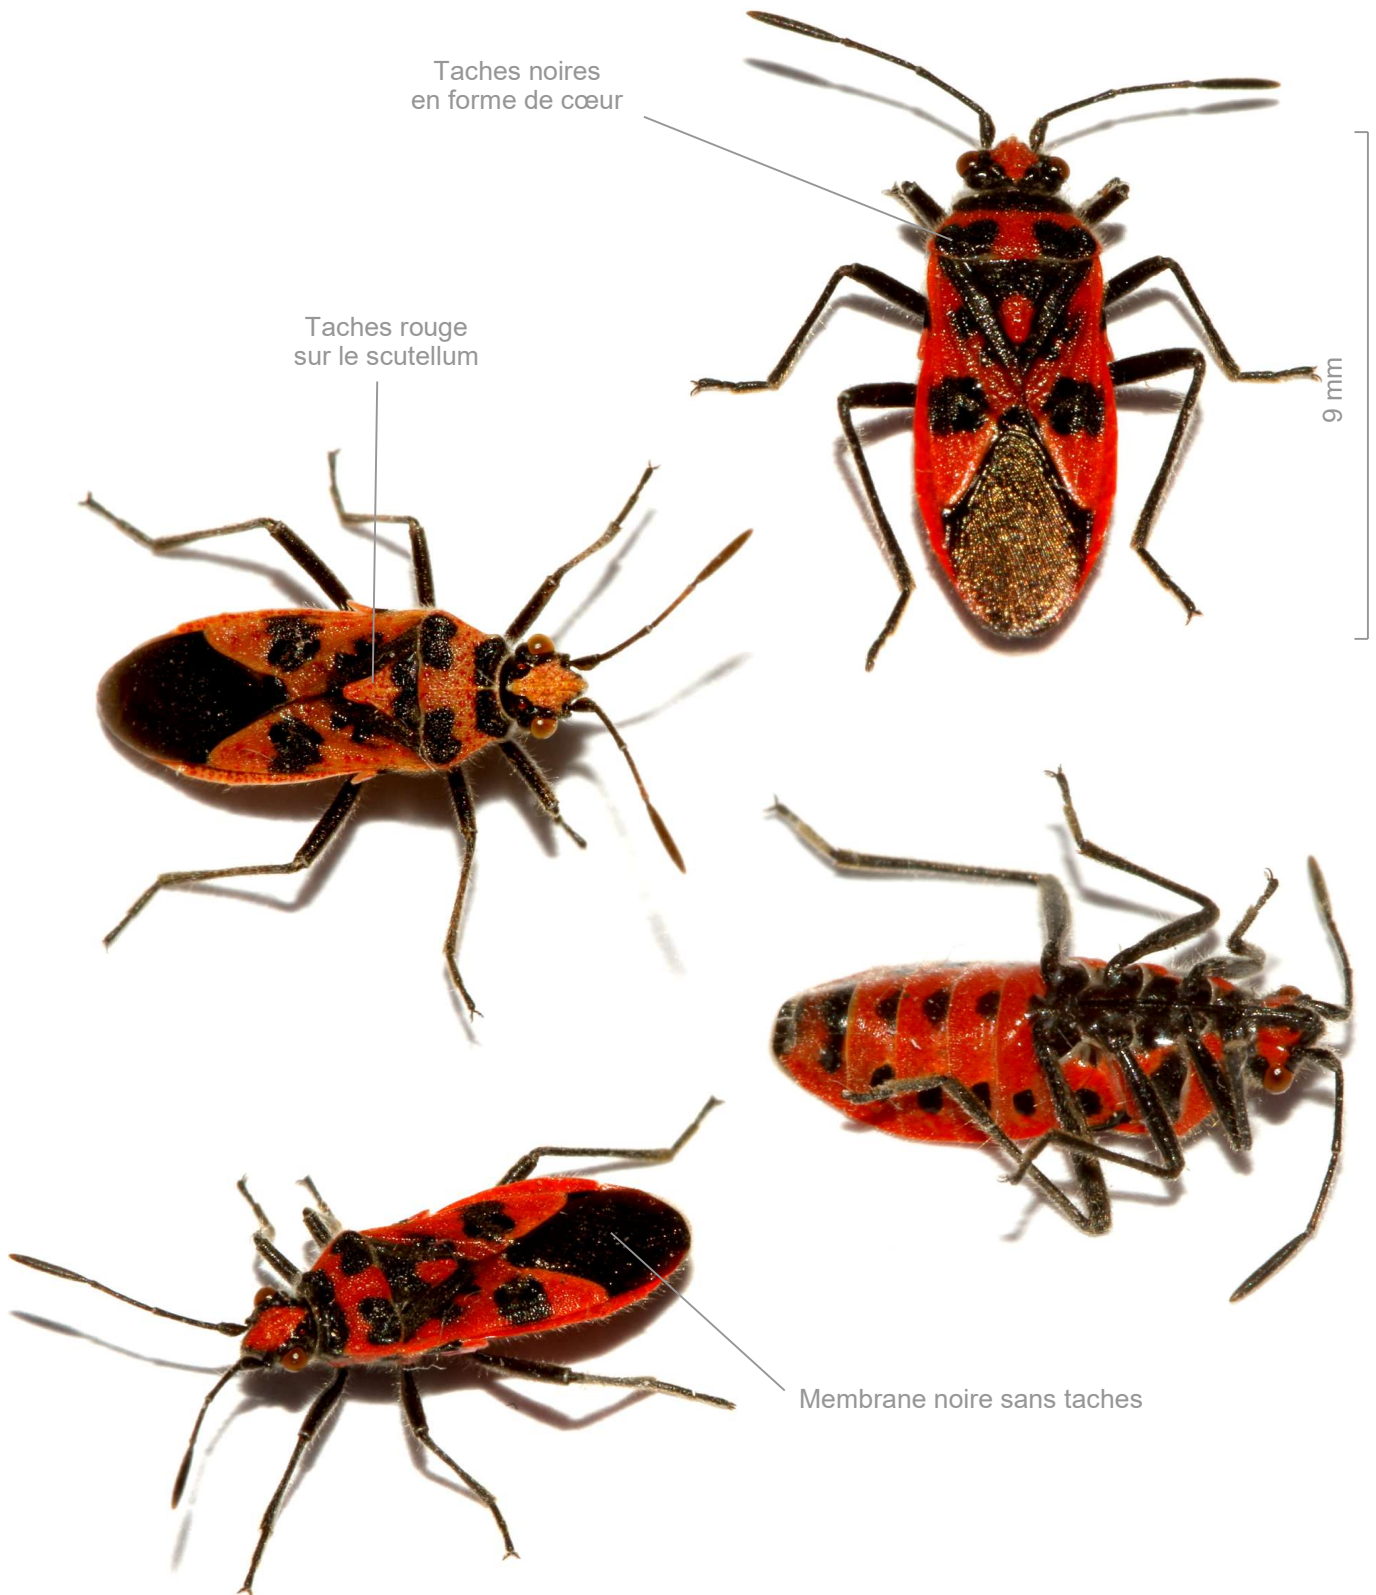 Taches noires
en forme de cœur
Taches rouge
sur le scutellum
9 mm
Membrane noire sans taches